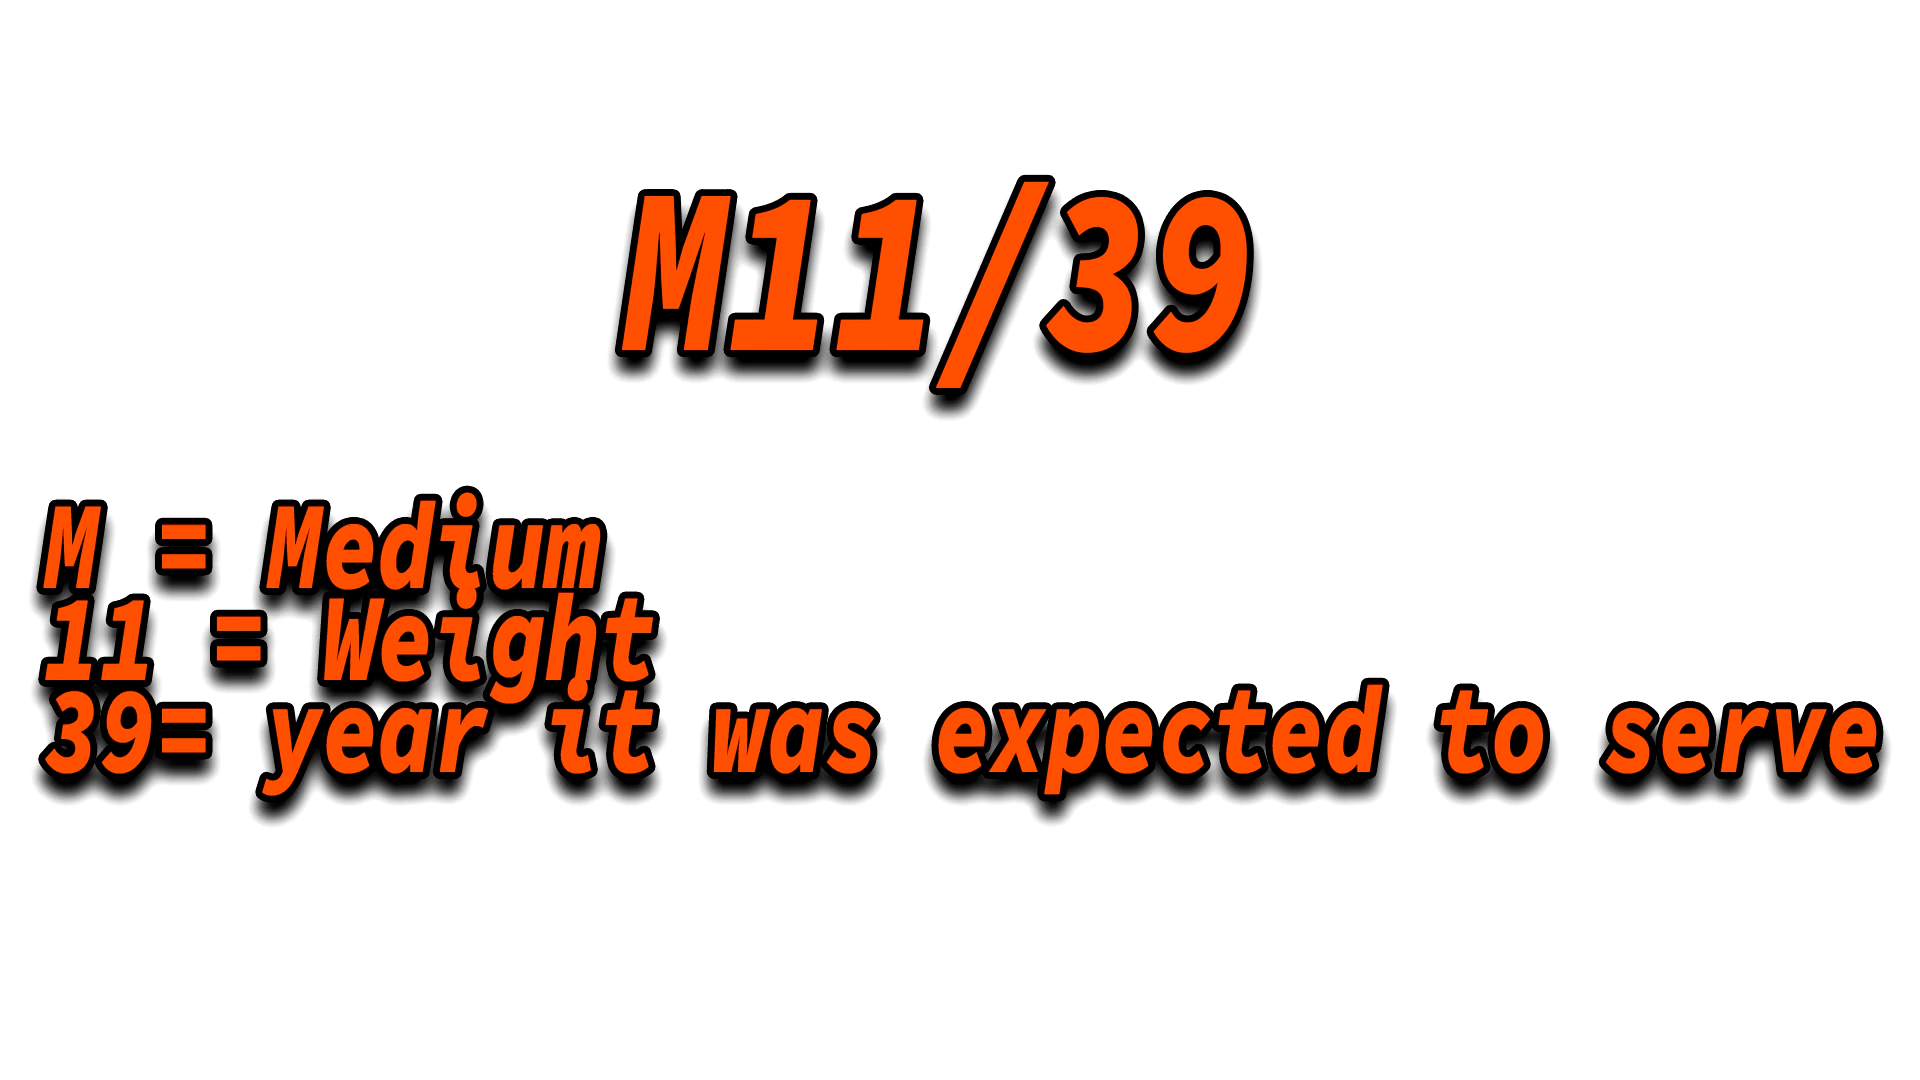 M11/39
M = Medium
11 = Weight
39= year it was expected to serve